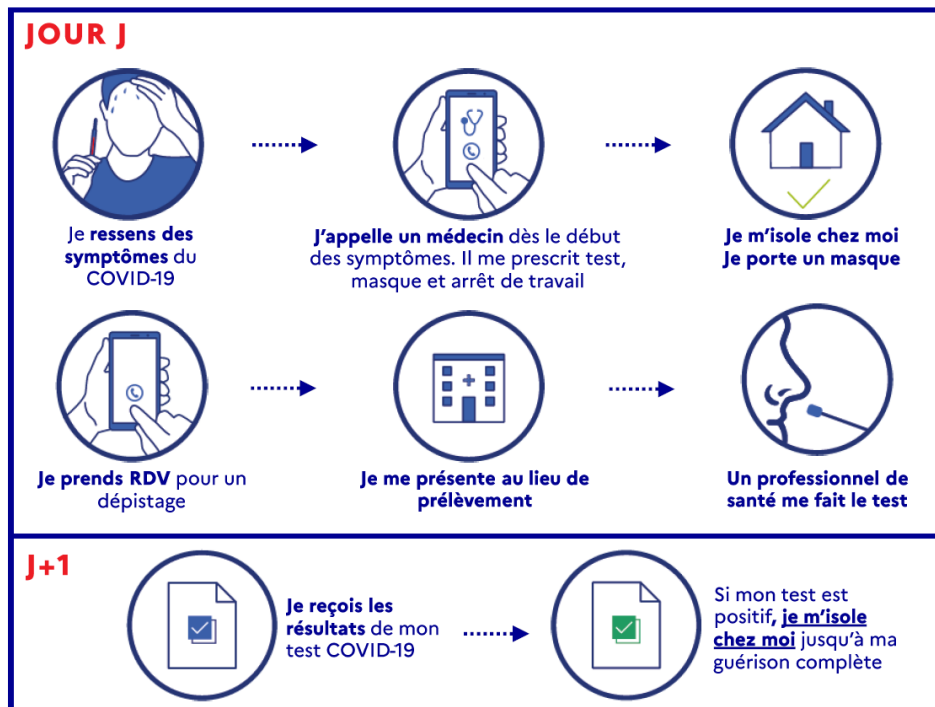 JOUR J
Je ressens des
symptômes du
COVID-19
J'appelle un médecin dès le début
des symptômes. Il me prescrit test,
masque et arrêt de travail
Je m'isole chez moi
Je porte un masque
Je prends RDV pour un
dépistage
Je me présente au lieu de
prélèvement
Un professionnel de
santé me fait le test
J+1
Je reçois les
résultats de mon
test COVID-19
Si mon test est
positif, je m'isole
chez moi jusqu'à ma
guérison complète